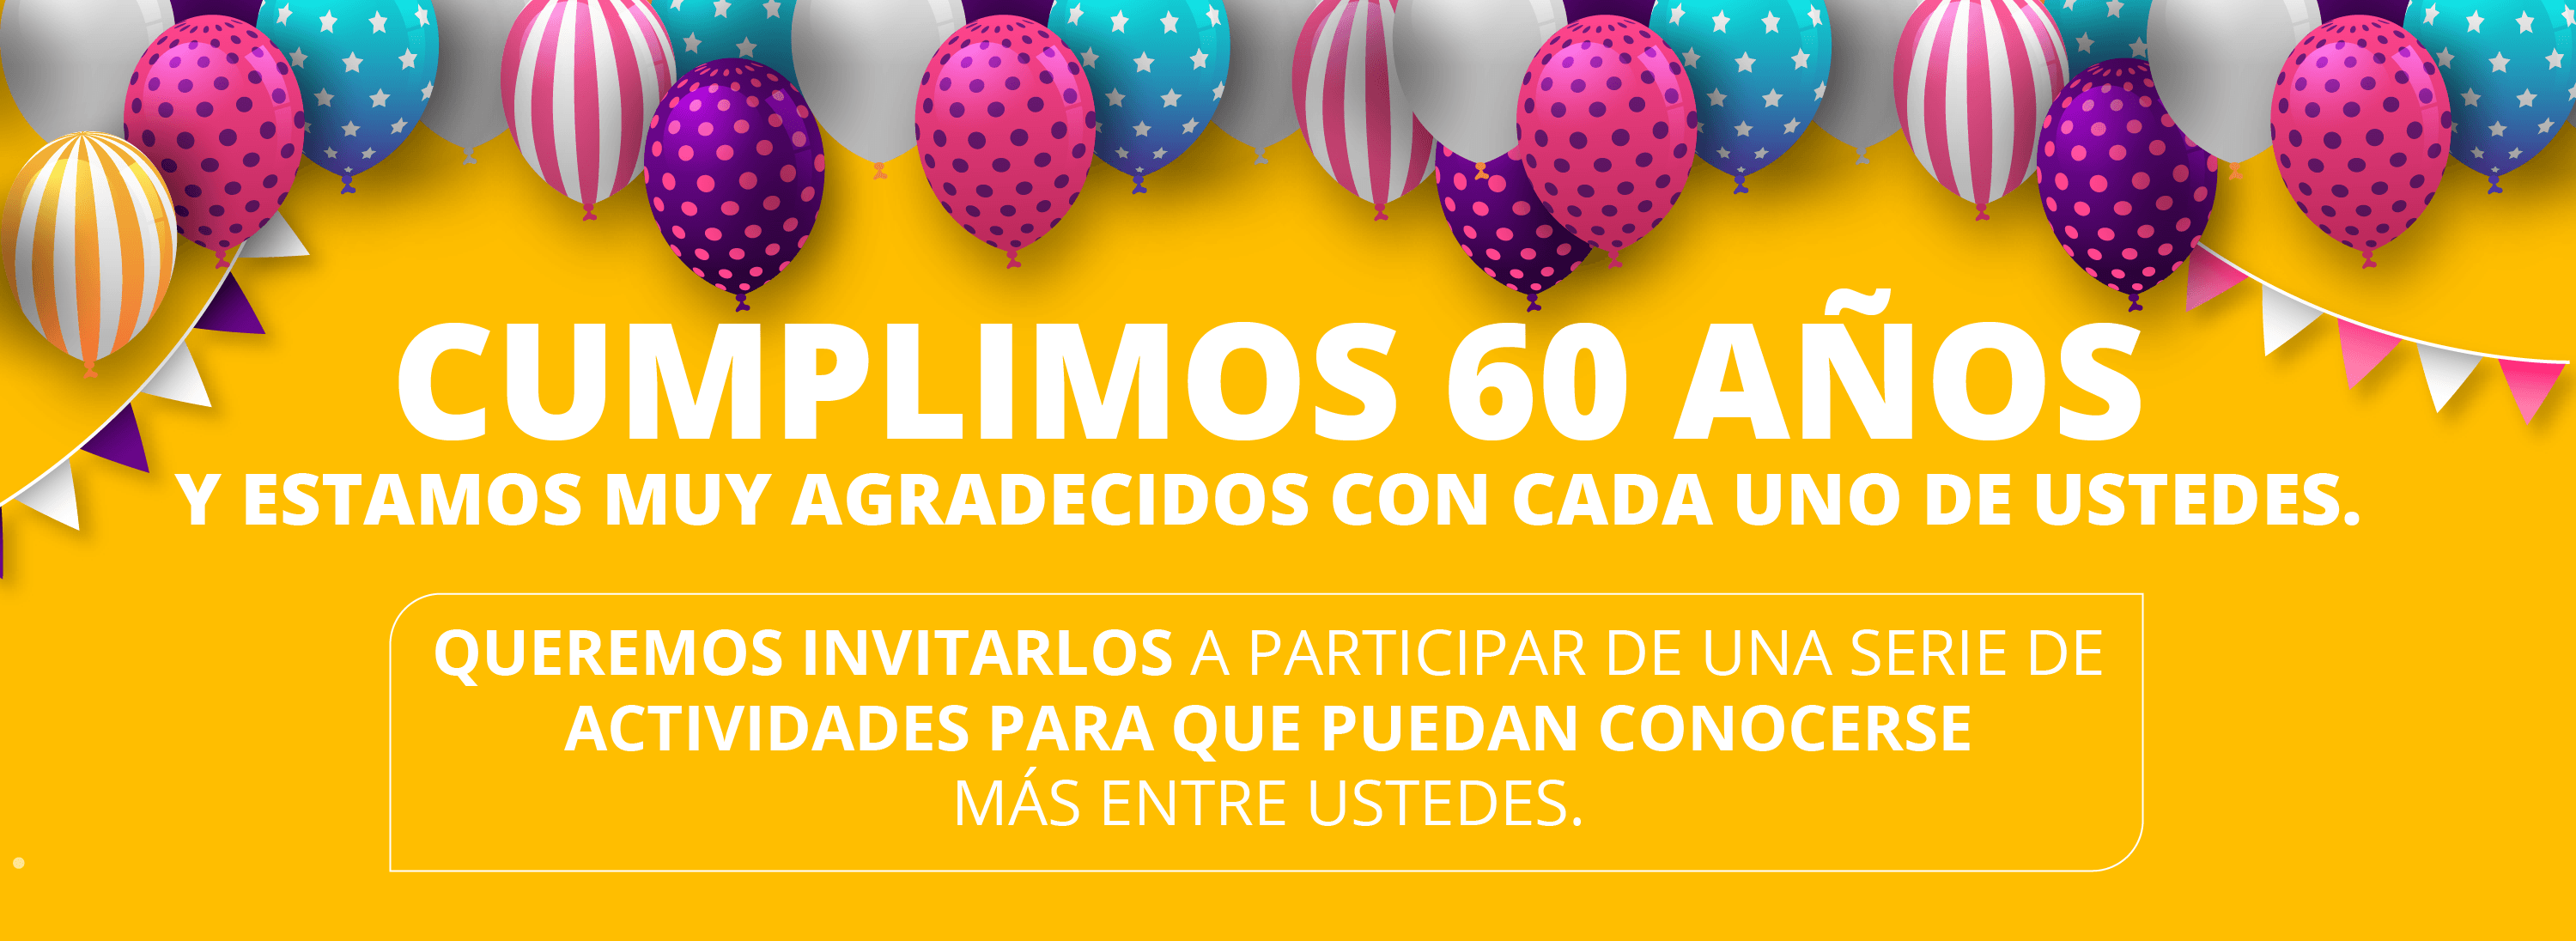 CUMPLIMOS 60 AÑOS
Y ESTAMOS MUY AGRADECIDOS CON CADA UNO DE USTEDES.
QUEREMOS INVITARLOS A PARTICIPAR DE UNA SERIE DE
ACTIVIDADES PARA QUE PUEDAN CONOCERSE
MÁS ENTRE USTEDES.